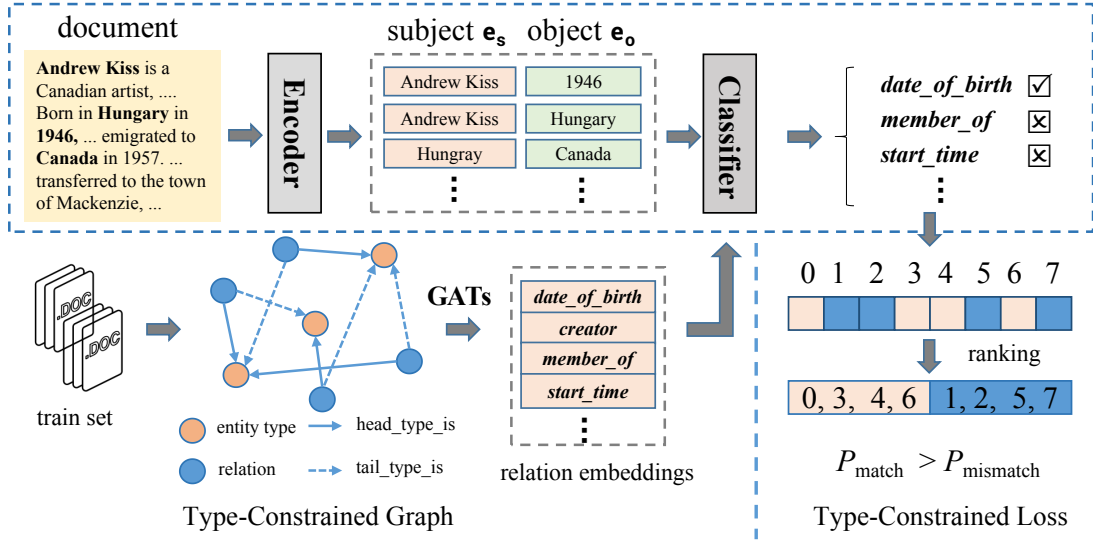 document
Andrew Kiss is a
Canadian artist, ....
Born in Hungary in
1946, ... emigrated to
Canada in 1957. ...
transferred to the town
of Mackenzie, ...
Encoder
subject e_s object e_o
Andrew Kiss 1946
Andrew Kiss Hungary
Hungray Canada
⋮ ⋮
Classifier
date_of_birth ☑
member_of ☒
start_time ☒
⋮
.DOC
.DOC
train set
entity type
head_type_is
relation
tail_type_is
Type-Constrained Graph
GATs
date_of_birth
creator
member_of
start_time
⋮
relation embeddings
0 1 2 3 4 5 6 7
ranking
0, 3, 4, 6 1, 2, 5, 7
P_match > P_mismatch
Type-Constrained Loss